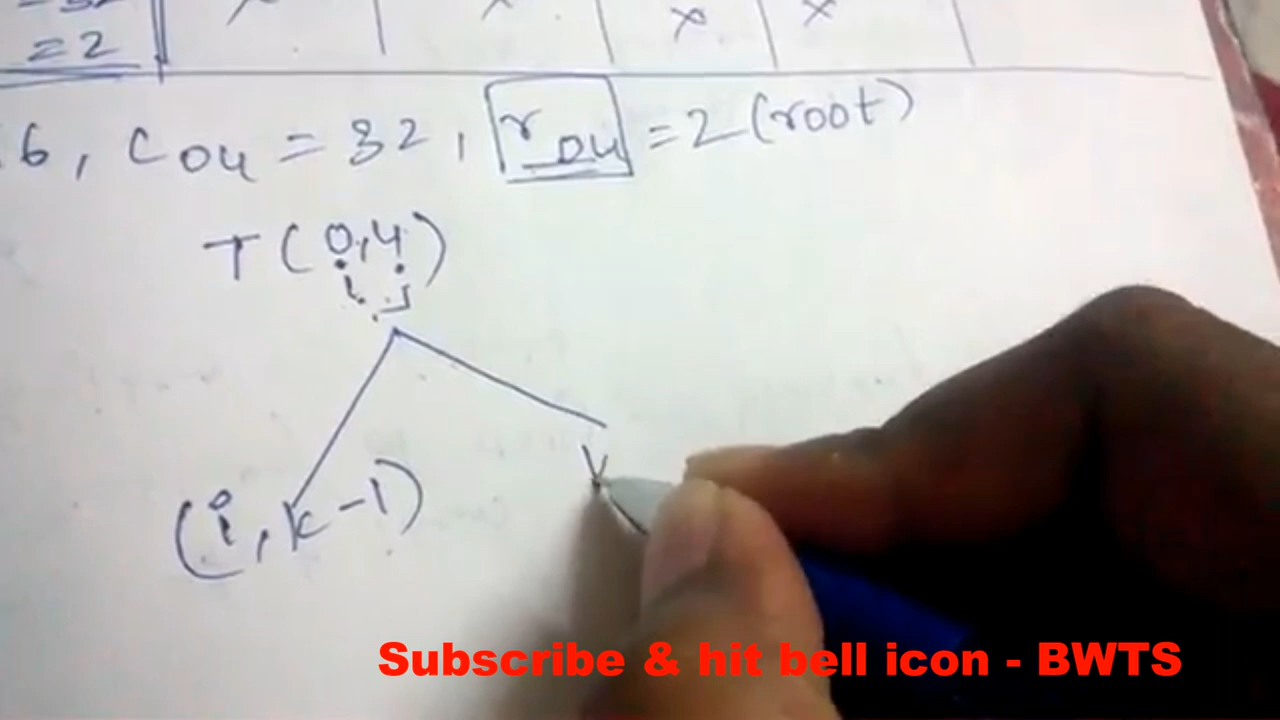 =2 x x
6, C04 = 32, r04 = 2 (root)
T(0,4)
i j
(i, k-1) k
Subscribe & hit bell icon - BWTS